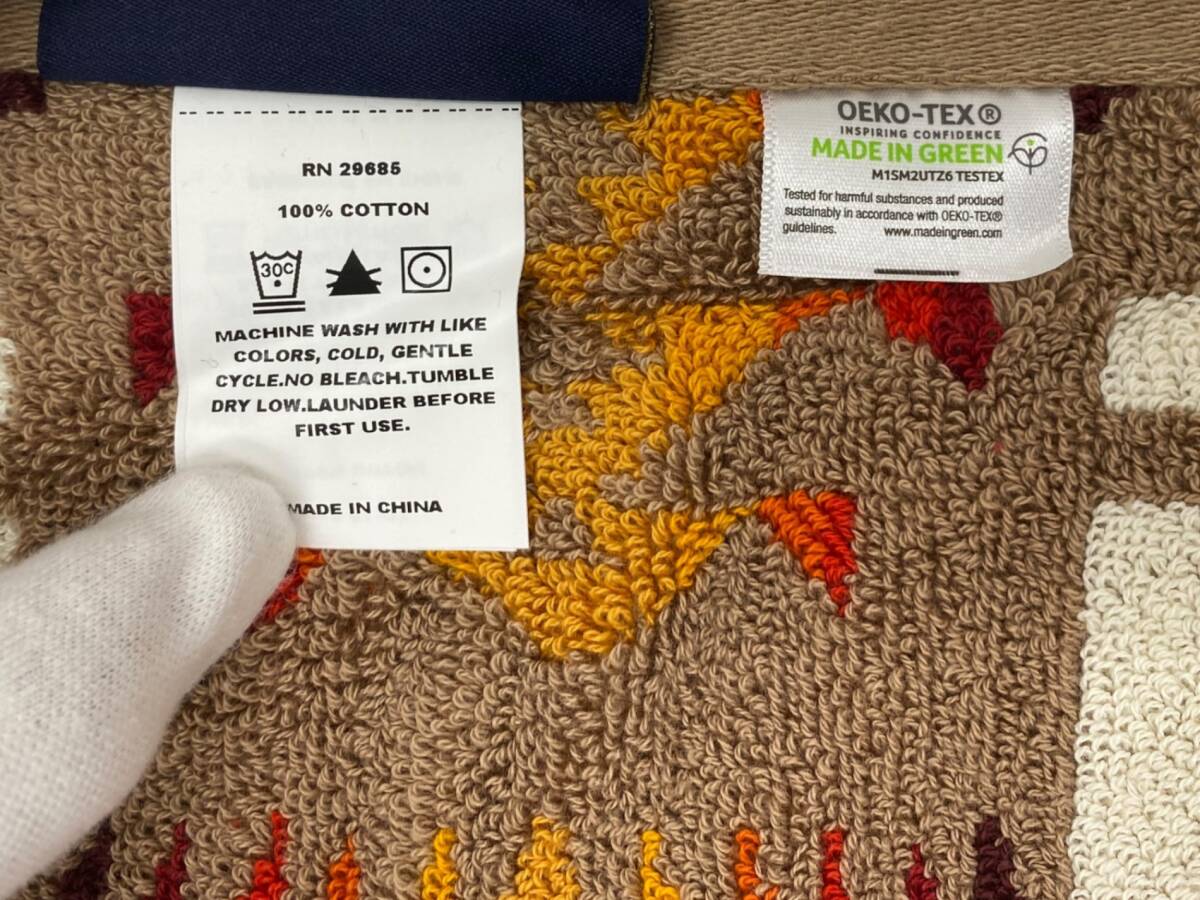 RN 29685
100% COTTON
30C
MACHINE WASH WITH LIKE
COLORS, COLD, GENTLE
CYCLE.NO BLEACH.TUMBLE
DRY LOW.LAUNDER BEFORE
FIRST USE.
MADE IN CHINA
OEKO-TEX®
INSPIRING CONFIDENCE
MADE IN GREEN
M1SM2UTZ6 TESTEX
Tested for harmful substances and produced
sustainably in accordance with OEKO-TEX®
guidelines. www.madeingreen.com